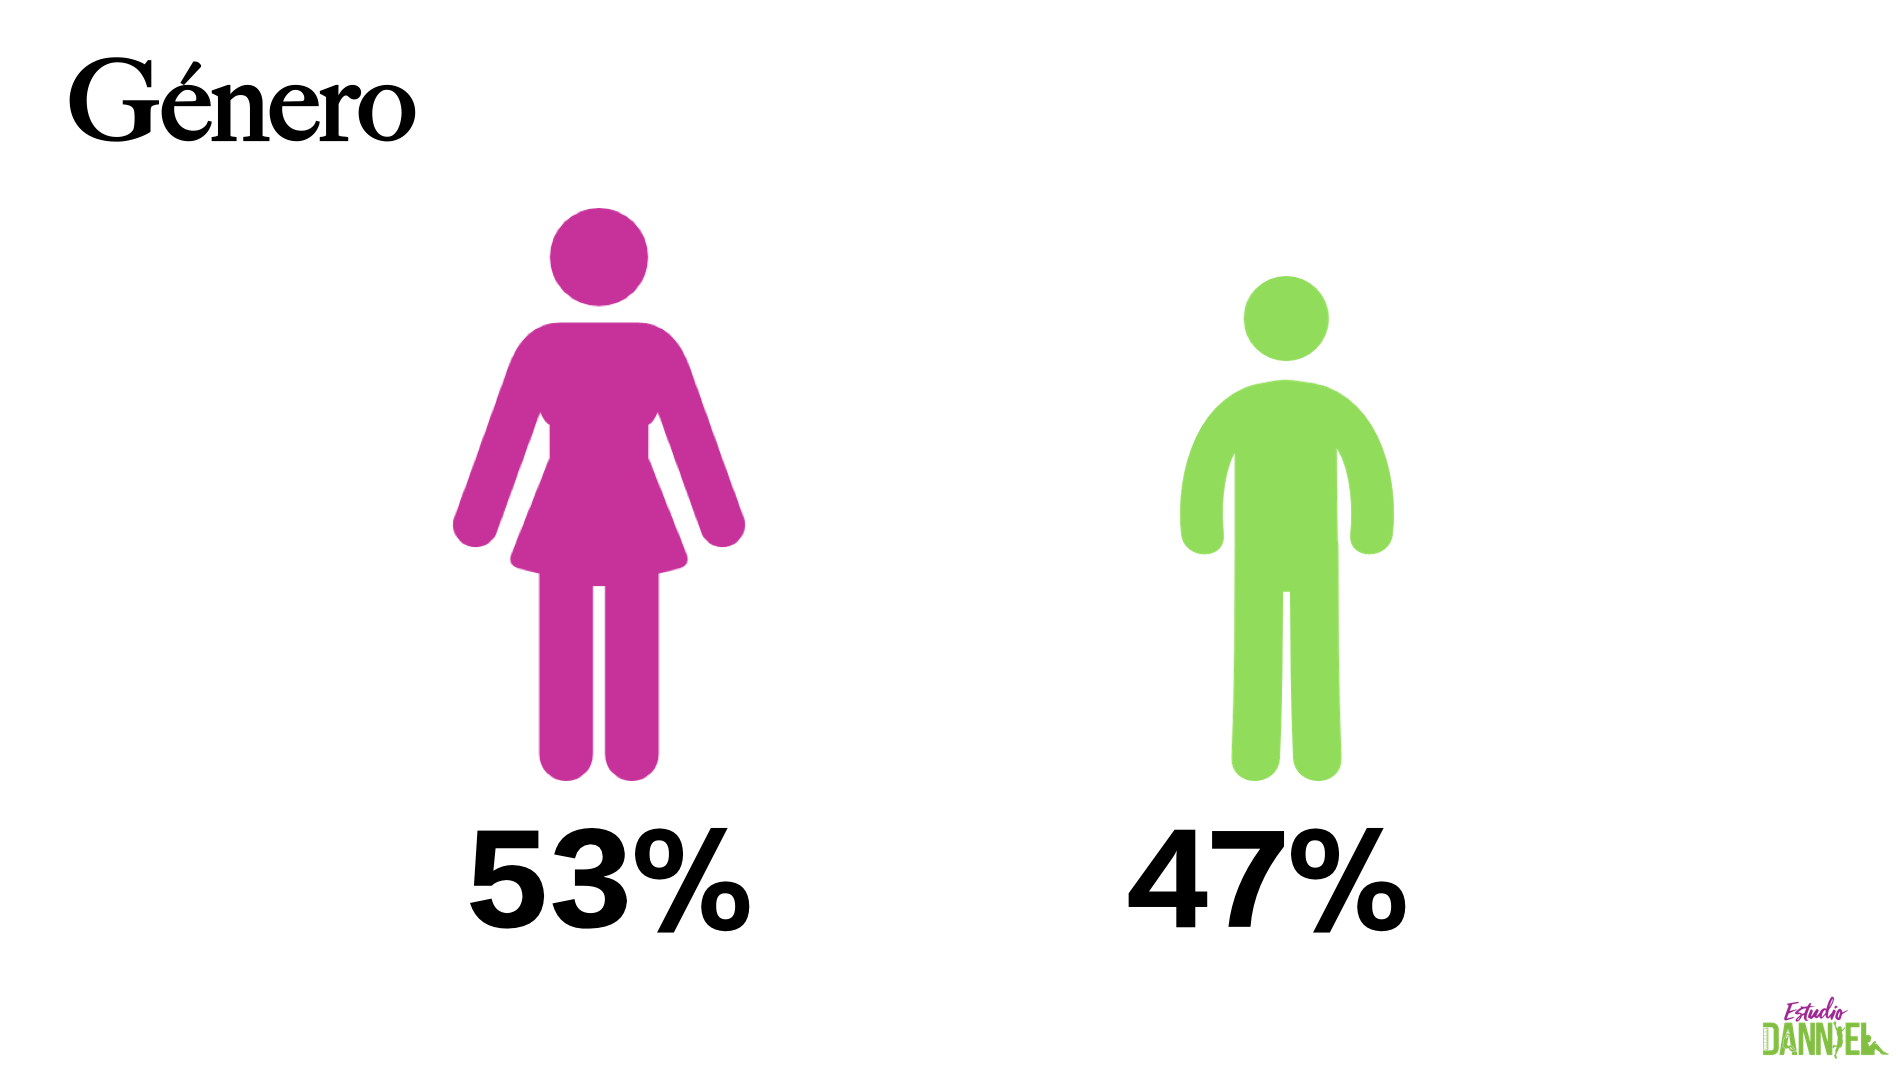 Género
53%
47%
Estudio
DANNIEL